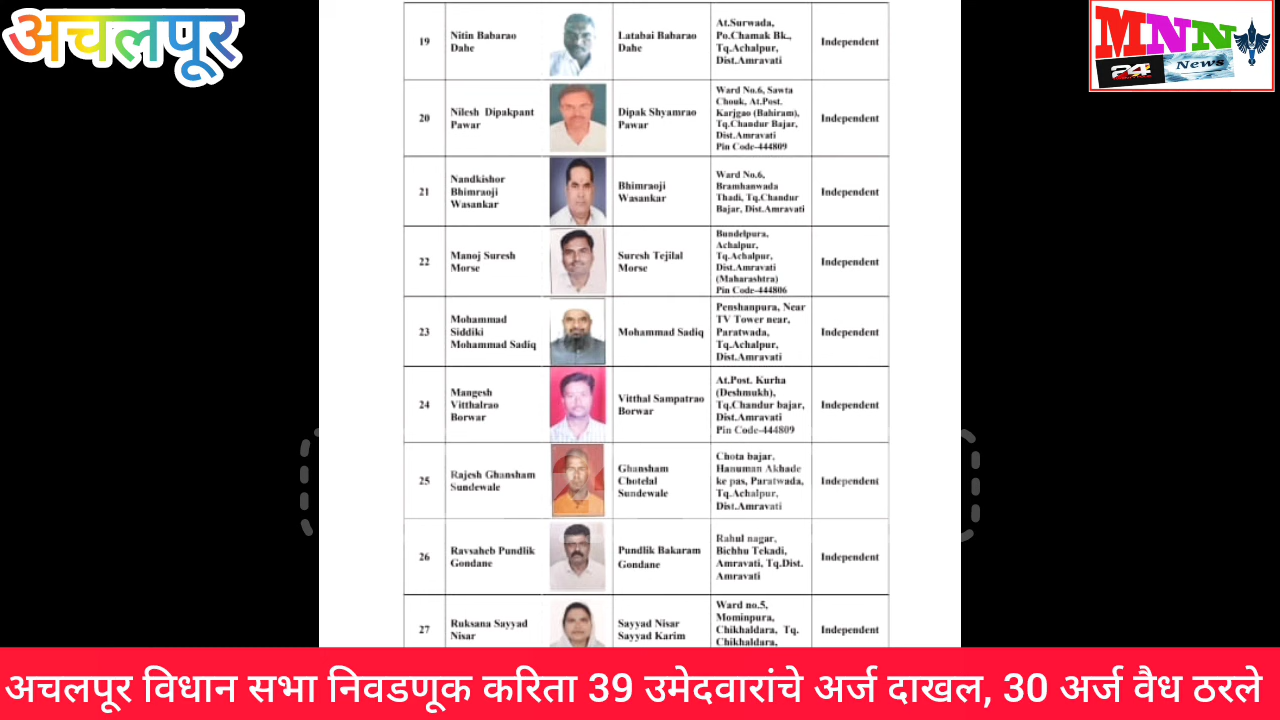 अचलपूर
MNN
24 News
19 Nitin Babarao Dahe Latabai Babarao Dahe At.Surwada, Po.Chamak Bk., Tq.Achalpur, Dist.Amravati Independent
20 Nilesh Dipakpant Pawar Dipak Shyamrao Pawar Ward No.6, Sawta Chouk, At.Post. Karjgao (Bahiram), Tq.Chandur Bajar, Dist.Amravati Pin Code-444809 Independent
21 Nandkishor Bhimraoji Wasankar Bhimraoji Wasankar Ward No.6, Bramhanwada Thadi, Tq.Chandur Bajar, Dist.Amravati Independent
22 Manoj Suresh Morse Suresh Tejilal Morse Bundelpura, Achalpur, Tq.Achalpur, Dist.Amravati (Maharashtra) Pin Code-444806 Independent
23 Mohammad Siddiki Mohammad Sadiq Mohammad Sadiq Penshanpura, Near TV Tower near, Paratwada, Tq.Achalpur, Dist.Amravati Independent
24 Mangesh Vitthalrao Borwar Vitthal Sampatrao Borwar At.Post. Kurha (Deshmukh), Tq.Chandur bajar, Dist.Amravati Pin Code-444809 Independent
25 Rajesh Ghansham Sundewale Ghansham Chotelal Sundewale Chota bajar, Hanuman Akhade ke pas, Paratwada, Tq.Achalpur, Dist.Amravati Independent
26 Ravsaheb Pundlik Gondane Pundlik Bakaram Gondane Rahul nagar, Bichhu Tekadi, Amravati, Tq.Dist. Amravati Independent
27 Ruksana Sayyad Nisar Sayyad Nisar Sayyad Karim Ward no.5, Mominpura, Chikhaldara, Tq. Chikhaldara, Independent
अचलपूर विधान सभा निवडणूक करिता 39 उमेदवारांचे अर्ज दाखल, 30 अर्ज वैध ठरले